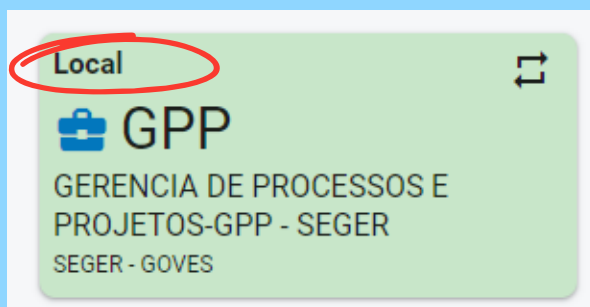 Local
GPP
GERENCIA DE PROCESSOS E
PROJETOS-GPP - SEGER
SEGER - GOVES